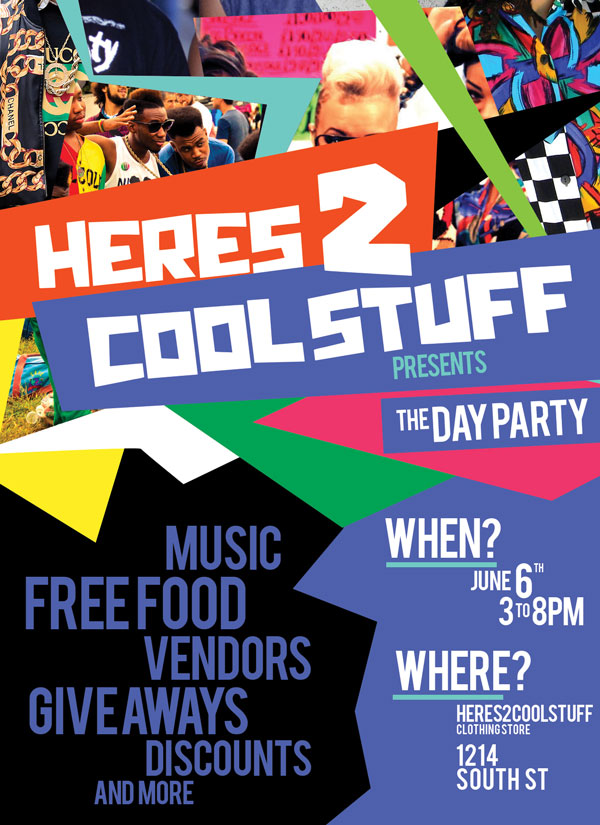 HERES 2
COOL STUFF
PRESENTS
THE DAY PARTY
MUSIC
FREE FOOD
VENDORS
GIVE AWAYS
DISCOUNTS
AND MORE
WHEN?
JUNE 6TH
3 TO 8PM
WHERE?
HERES2COOLSTUFF
CLOTHING STORE
1214
SOUTH ST
CHANEL